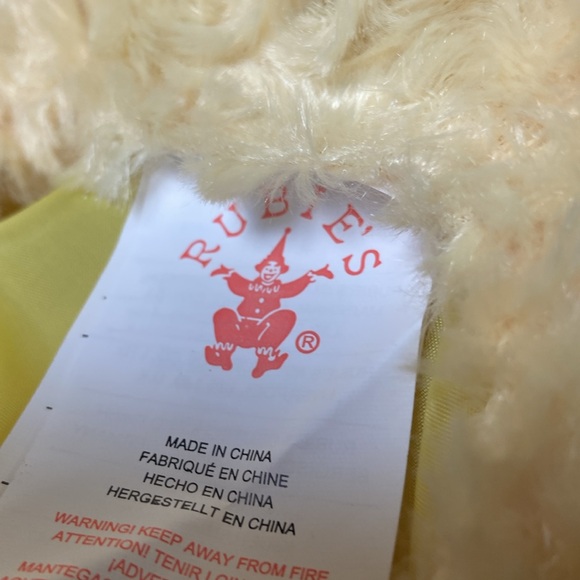 RUBIE'S
®
MADE IN CHINA
FABRIQUÉ EN CHINE
HECHO EN CHINA
HERGESTELLT EN CHINA
WARNING! KEEP AWAY FROM FIRE
ATTENTION! TENIR